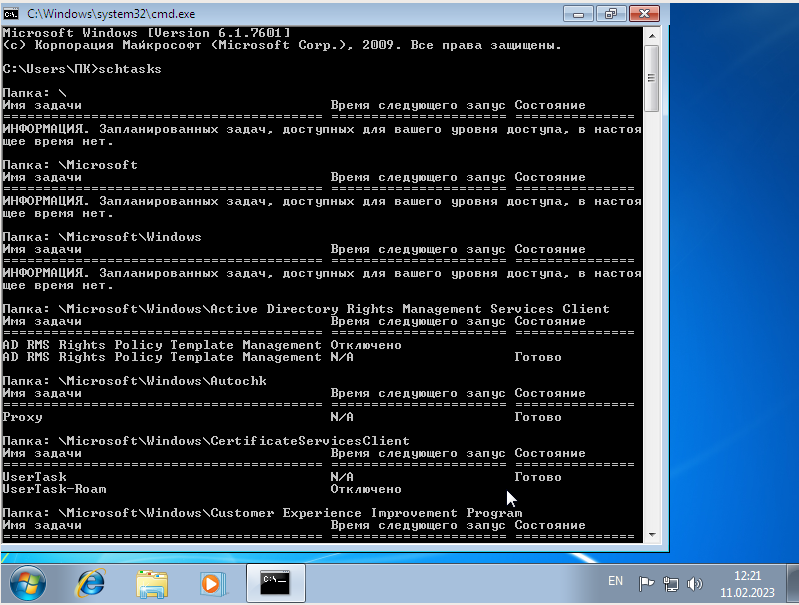 C:\Windows\system32\cmd.exe
Microsoft Windows [Version 6.1.7601]
(c) Корпорация Майкрософт (Microsoft Corp.), 2009. Все права защищены.
C:\Users\ПК>schtasks
Папка: \
Имя задачи Время следующего запус Состояние
======================================== ====================== ===============
ИНФОРМАЦИЯ. Запланированных задач, доступных для вашего уровня доступа, в настоя
щее время нет.
Папка: \Microsoft
Имя задачи Время следующего запус Состояние
======================================== ====================== ===============
ИНФОРМАЦИЯ. Запланированных задач, доступных для вашего уровня доступа, в настоя
щее время нет.
Папка: \Microsoft\Windows
Имя задачи Время следующего запус Состояние
======================================== ====================== ===============
ИНФОРМАЦИЯ. Запланированных задач, доступных для вашего уровня доступа, в настоя
щее время нет.
Папка: \Microsoft\Windows\Active Directory Rights Management Services Client
Имя задачи Время следующего запус Состояние
======================================== ====================== ===============
AD RMS Rights Policy Template Management Отключено
AD RMS Rights Policy Template Management N/A Готово
Папка: \Microsoft\Windows\Autochk
Имя задачи Время следующего запус Состояние
======================================== ====================== ===============
Proxy N/A Готово
Папка: \Microsoft\Windows\CertificateServicesClient
Имя задачи Время следующего запус Состояние
======================================== ====================== ===============
UserTask N/A Готово
UserTask-Roam Отключено
Папка: \Microsoft\Windows\Customer Experience Improvement Program
Имя задачи Время следующего запус Состояние
======================================== ====================== ===============
EN
12:21
11.02.2023